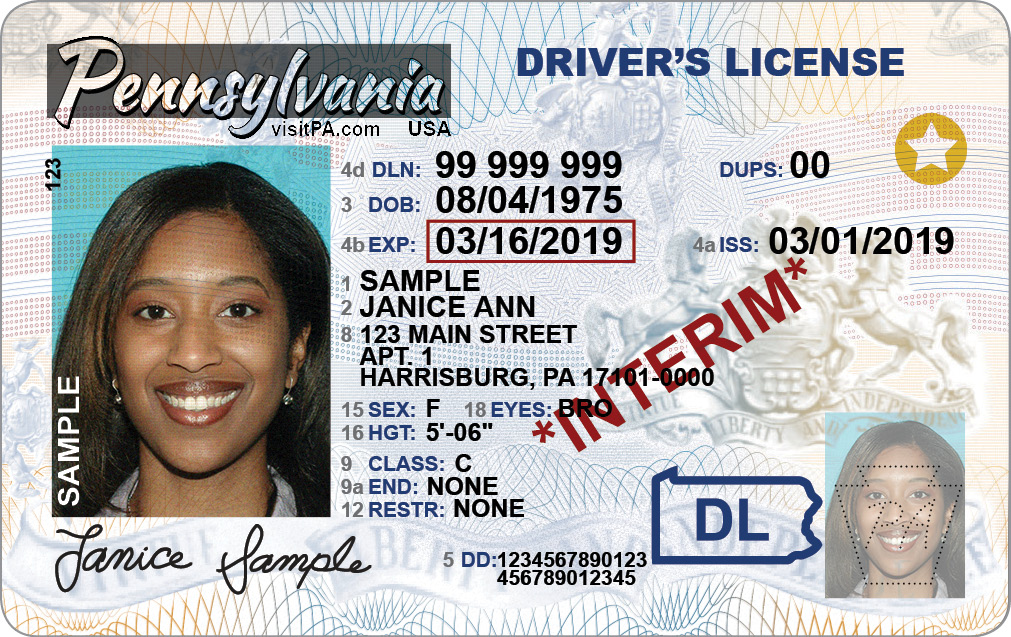 Pennsylvania
visitPA.com USA
DRIVER'S LICENSE
123
4d DLN: 99 999 999
DUPS: 00
3 DOB: 08/04/1975
4b EXP: 03/16/2019
4a ISS: 03/01/2019
1 SAMPLE
2 JANICE ANN
8 123 MAIN STREET
APT. 1
HARRISBURG, PA 17101-0000
*INTERIM*
15 SEX: F 18 EYES: BRO
16 HGT: 5'-06"
9 CLASS: C
9a END: NONE
12 RESTR: NONE
SAMPLE
DL
Janice Sample
5 DD:1234567890123
456789012345
LIBERTY AND INDEPENDENCE